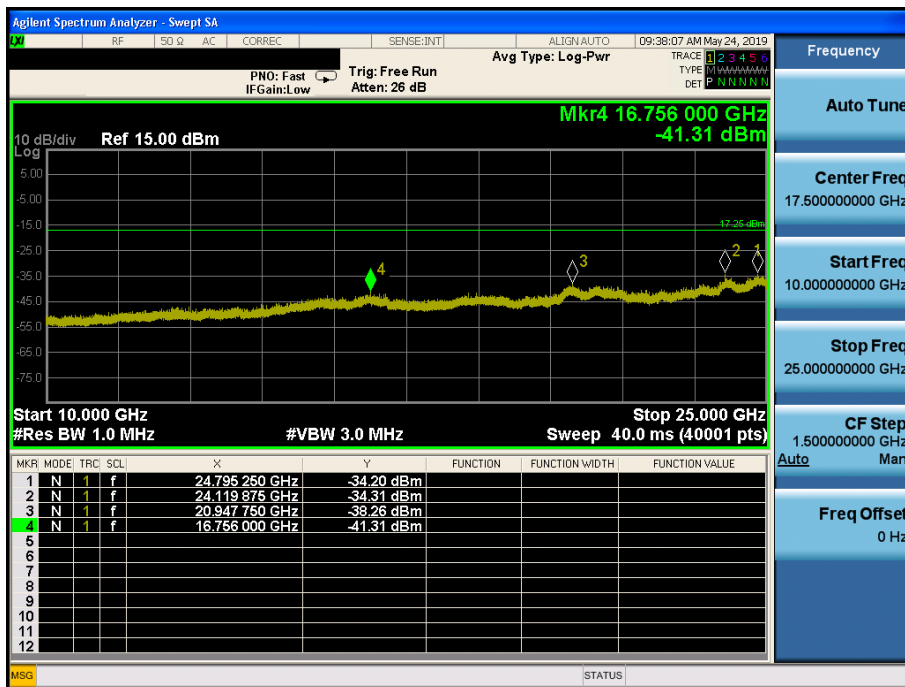 Agilent Spectrum Analyzer - Swept SA
LXI RF 50 Ω AC CORREC SENSE:INT ALIGN AUTO 09:38:07 AM May 24, 2019
Avg Type: Log-Pwr
TRACE 1 2 3 4 5 6
TYPE M WWWWW
DET P N N N N N
PNO: Fast
IFGain:Low
Trig: Free Run
Atten: 26 dB
Mkr4 16.756 000 GHz
-41.31 dBm
10 dB/div
Log
Ref 15.00 dBm
5.00
-5.00
-15.0
-25.0
-35.0
-45.0
-55.0
-65.0
-75.0
-17.25 dBm
4
3
2
1
Start 10.000 GHz
Stop 25.000 GHz
#Res BW 1.0 MHz
#VBW 3.0 MHz
Sweep 40.0 ms (40001 pts)
MKR MODE TRC SCL X Y FUNCTION FUNCTION WIDTH FUNCTION VALUE
1 N 1 f 24.795 250 GHz -34.20 dBm
2 N 1 f 24.119 875 GHz -34.31 dBm
3 N 1 f 20.947 750 GHz -38.26 dBm
4 N 1 f 16.756 000 GHz -41.31 dBm
5
6
7
8
9
10
11
12
MSG
STATUS
Frequency
Auto Tune
Center Freq
17.500000000 GHz
Start Freq
10.000000000 GHz
Stop Freq
25.000000000 GHz
CF Step
1.500000000 GHz
Auto Man
Freq Offset
0 Hz